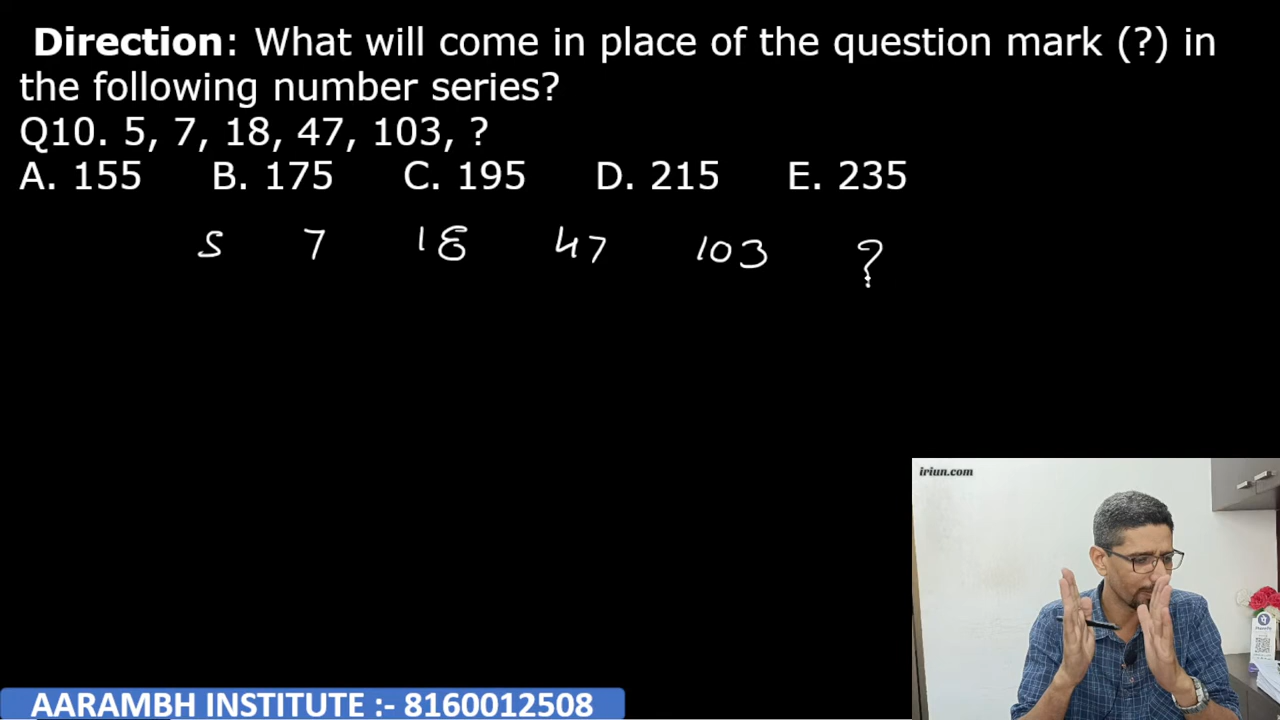 Direction: What will come in place of the question mark (?) in
the following number series?
Q10. 5, 7, 18, 47, 103, ?
A. 155 B. 175 C. 195 D. 215 E. 235
5 7 18 47 103 ?
iriun.com
AARAMBH INSTITUTE :- 8160012508